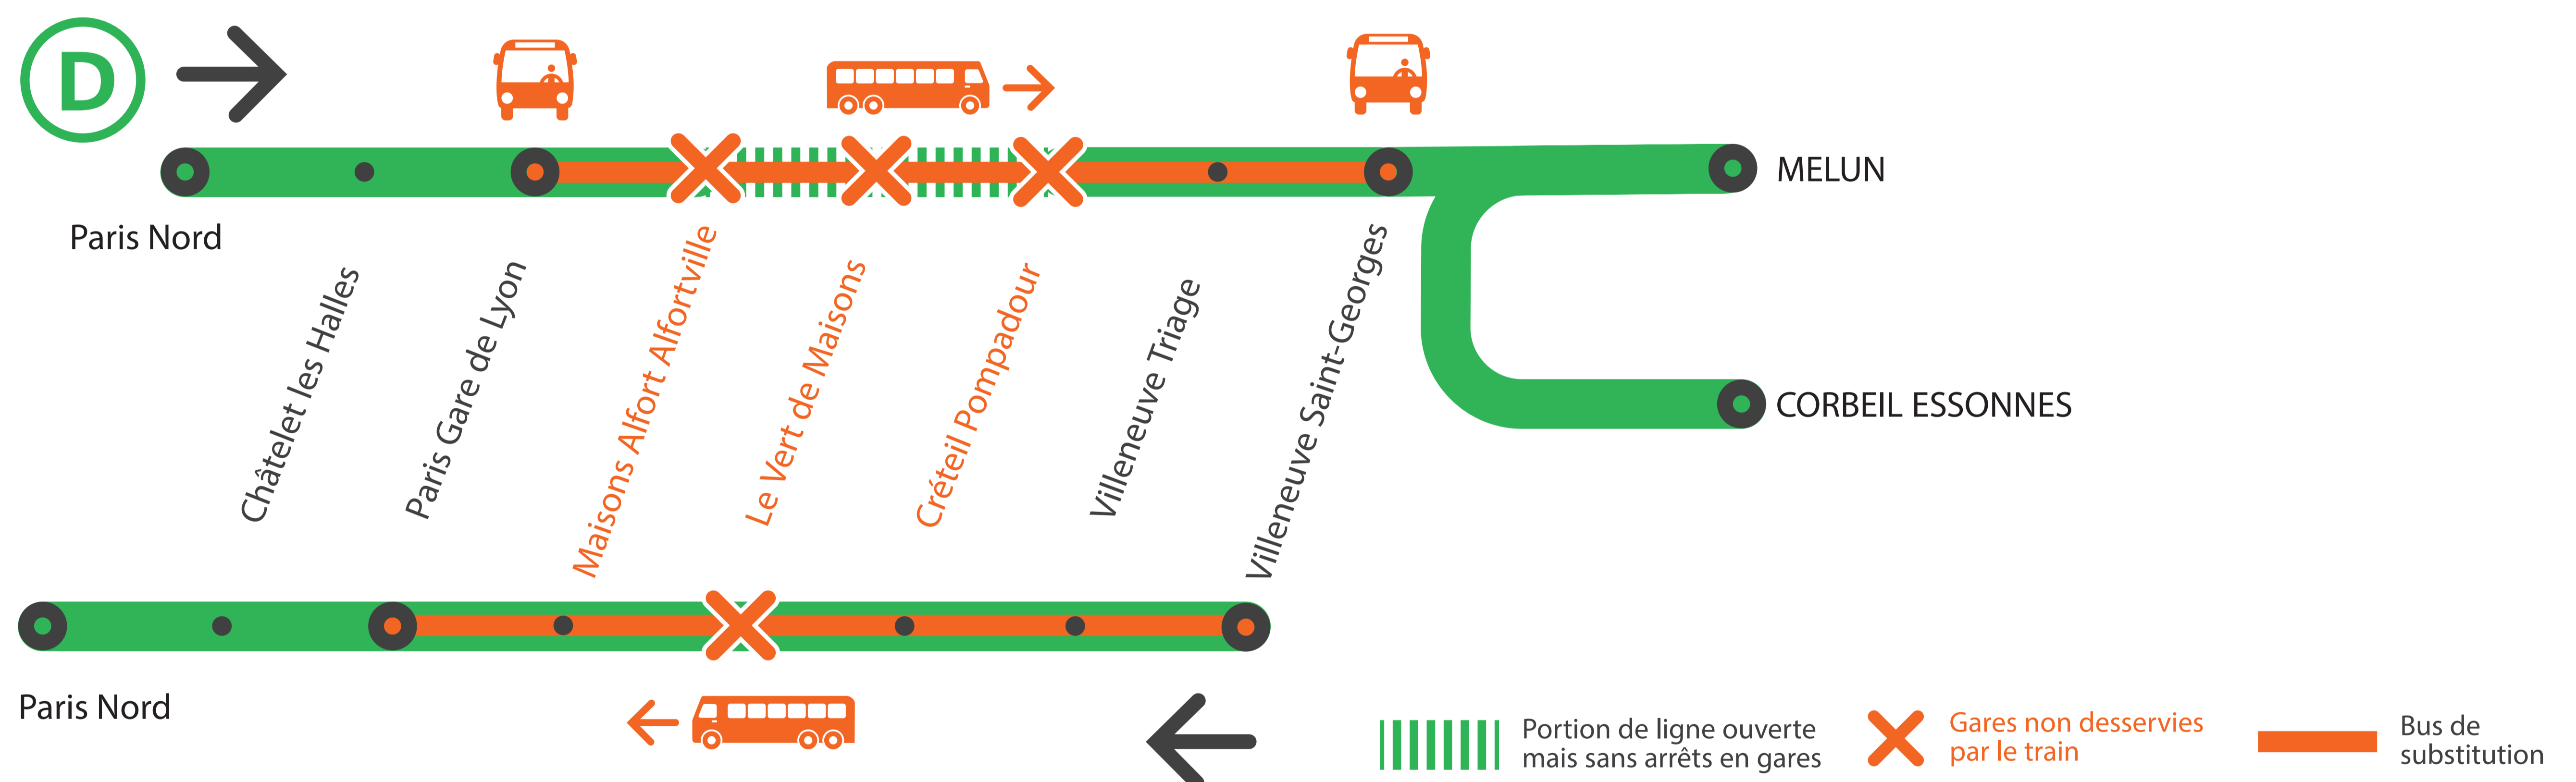 D
MELUN
Paris Nord
Châtelet les Halles
Paris Gare de Lyon
Maisons Alfort Alfortville
Le Vert de Maisons
Créteil Pompadour
Villeneuve Triage
Villeneuve Saint-Georges
CORBEIL ESSONNES
Paris Nord
Portion de ligne ouverte
mais sans arrêts en gares
Gares non desservies
par le train
Bus de
substitution